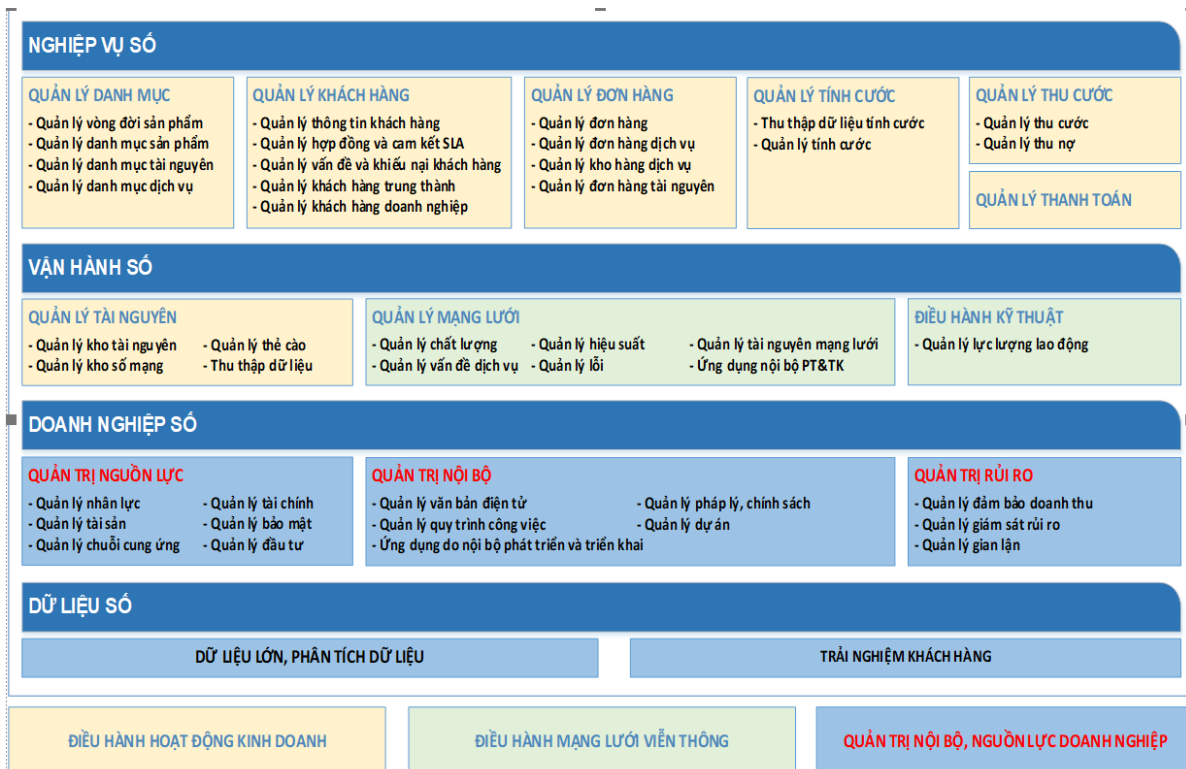 NGHIỆP VỤ SỐ
QUẢN LÝ DANH MỤC
- Quản lý vòng đời sản phẩm
- Quản lý danh mục sản phẩm
- Quản lý danh mục tài nguyên
- Quản lý danh mục dịch vụ
QUẢN LÝ KHÁCH HÀNG
- Quản lý thông tin khách hàng
- Quản lý hợp đồng và cam kết SLA
- Quản lý vấn đề và khiếu nại khách hàng
- Quản lý khách hàng trung thành
- Quản lý khách hàng doanh nghiệp
QUẢN LÝ ĐƠN HÀNG
- Quản lý đơn hàng
- Quản lý đơn hàng dịch vụ
- Quản lý kho hàng dịch vụ
- Quản lý đơn hàng tài nguyên
QUẢN LÝ TÍNH CƯỚC
- Thu thập dữ liệu tính cước
- Quản lý tính cước
QUẢN LÝ THU CƯỚC
- Quản lý thu cước
- Quản lý thu nợ
QUẢN LÝ THANH TOÁN
VẬN HÀNH SỐ
QUẢN LÝ TÀI NGUYÊN
- Quản lý kho tài nguyên
- Quản lý kho số mạng
- Quản lý thẻ cào
- Thu thập dữ liệu
QUẢN LÝ MẠNG LƯỚI
- Quản lý chất lượng
- Quản lý vấn đề dịch vụ
- Quản lý hiệu suất
- Quản lý lỗi
- Quản lý tài nguyên mạng lưới
- Ứng dụng nội bộ PT&TK
ĐIỀU HÀNH KỸ THUẬT
- Quản lý lực lượng lao động
DOANH NGHIỆP SỐ
QUẢN TRỊ NGUỒN LỰC
- Quản lý nhân lực
- Quản lý tài sản
- Quản lý chuỗi cung ứng
- Quản lý tài chính
- Quản lý bảo mật
- Quản lý đầu tư
QUẢN TRỊ NỘI BỘ
- Quản lý văn bản điện tử
- Quản lý quy trình công việc
- Ứng dụng do nội bộ phát triển và triển khai
- Quản lý pháp lý, chính sách
- Quản lý dự án
QUẢN TRỊ RỦI RO
- Quản lý đảm bảo doanh thu
- Quản lý giám sát rủi ro
- Quản lý gian lận
DỮ LIỆU SỐ
DỮ LIỆU LỚN, PHÂN TÍCH DỮ LIỆU
TRẢI NGHIỆM KHÁCH HÀNG
ĐIỀU HÀNH HOẠT ĐỘNG KINH DOANH
ĐIỀU HÀNH MẠNG LƯỚI VIỄN THÔNG
QUẢN TRỊ NỘI BỘ, NGUỒN LỰC DOANH NGHIỆP